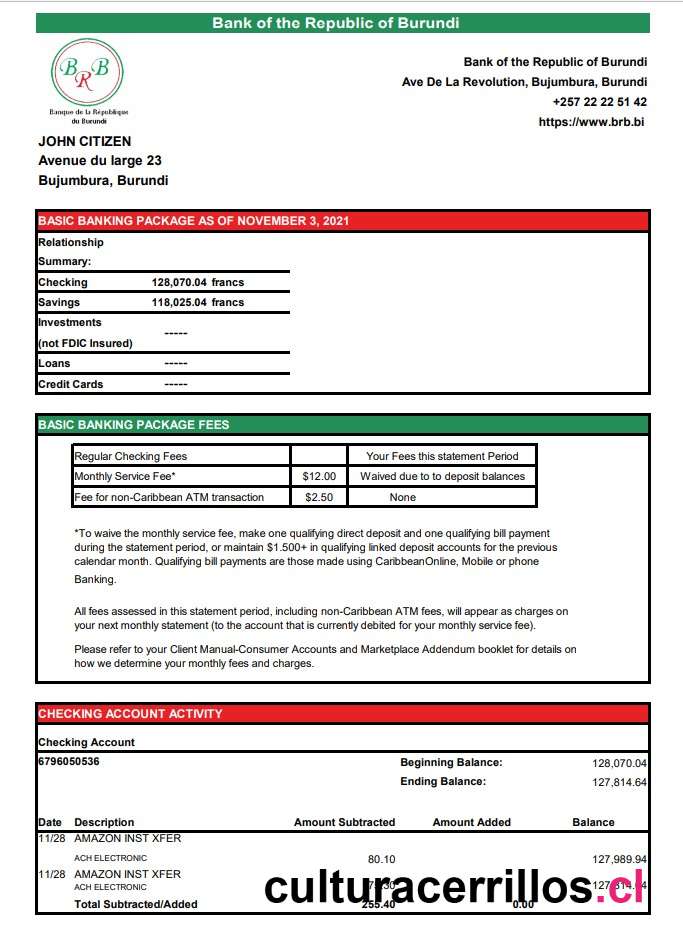 Bank of the Republic of Burundi
BRB
Banque de la République
du Burundi
Bank of the Republic of Burundi
Ave De La Revolution, Bujumbura, Burundi
+257 22 22 51 42
https://www.brb.bi
JOHN CITIZEN
Avenue du large 23
Bujumbura, Burundi
BASIC BANKING PACKAGE AS OF NOVEMBER 3, 2021
Relationship
Summary:
Checking 128,070.04 francs
Savings 118,025.04 francs
Investments
-----
(not FDIC Insured)
Loans -----
Credit Cards -----
BASIC BANKING PACKAGE FEES
Regular Checking Fees Your Fees this statement Period
Monthly Service Fee* $12.00 Waived due to to deposit balances
Fee for non-Caribbean ATM transaction $2.50 None
*To waive the monthly service fee, make one qualifying direct deposit and one qualifying bill payment
during the statement period, or maintain $1.500+ in qualifying linked deposit accounts for the previous
calendar month. Qualifying bill payments are those made using CaribbeanOnline, Mobile or phone
Banking.
All fees assessed in this statement period, including non-Caribbean ATM fees, will appear as charges on
your next monthly statement (to the account that is currently debited for your monthly service fee).
Please refer to your Client Manual-Consumer Accounts and Marketplace Addendum booklet for details on
how we determine your monthly fees and charges.
CHECKING ACCOUNT ACTIVITY
Checking Account
6796050536 Beginning Balance: 128,070.04
Ending Balance: 127,814.64
Date Description Amount Subtracted Amount Added Balance
11/28 AMAZON INST XFER
ACH ELECTRONIC 80.10 127,989.94
11/28 AMAZON INST XFER
ACH ELECTRONIC
culturacerrillos.cl
Total Subtracted/Added 255.40 0.00